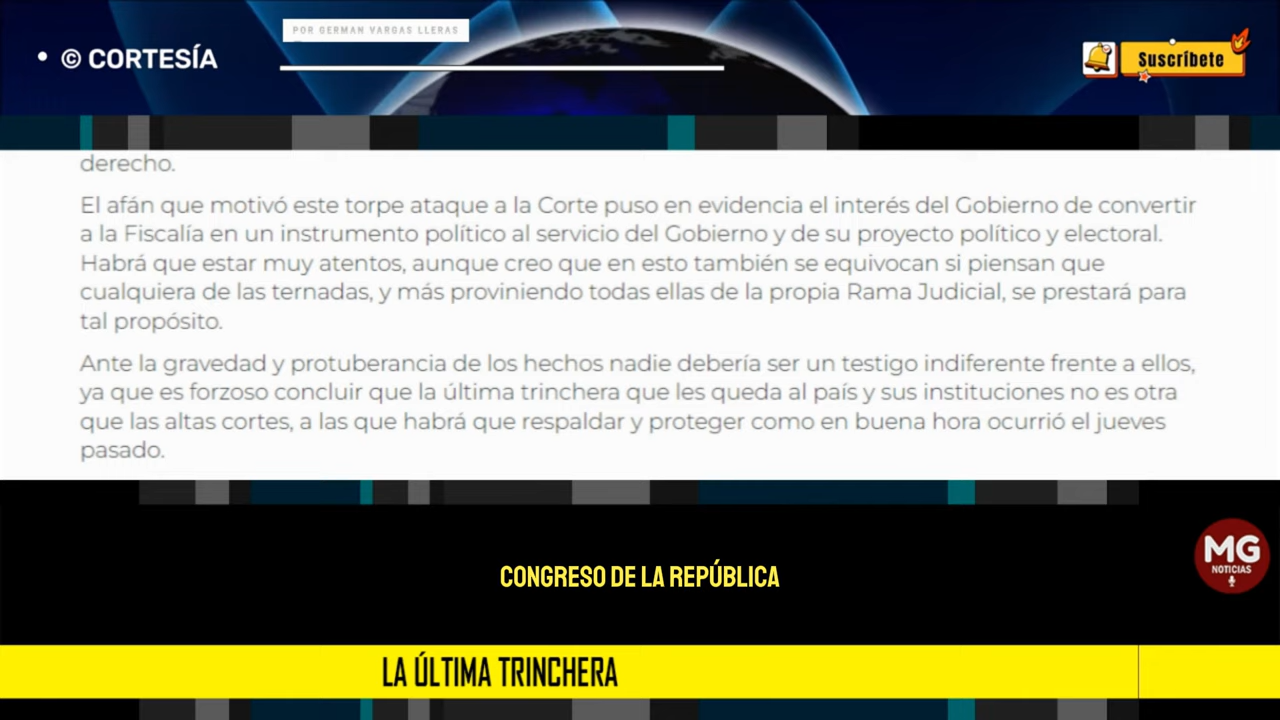 POR GERMAN VARGAS LLERAS
• © CORTESÍA
Suscríbete
derecho.
El afán que motivó este torpe ataque a la Corte puso en evidencia el interés del Gobierno de convertir
a la Fiscalía en un instrumento político al servicio del Gobierno y de su proyecto político y electoral.
Habrá que estar muy atentos, aunque creo que en esto también se equivocan si piensan que
cualquiera de las ternadas, y más proviniendo todas ellas de la propia Rama Judicial, se prestará para
tal propósito.
Ante la gravedad y protuberancia de los hechos nadie debería ser un testigo indiferente frente a ellos,
ya que es forzoso concluir que la última trinchera que les queda al país y sus instituciones no es otra
que las altas cortes, a las que habrá que respaldar y proteger como en buena hora ocurrió el jueves
pasado.
MG
NOTICIAS
CONGRESO DE LA REPÚBLICA
LA ÚLTIMA TRINCHERA